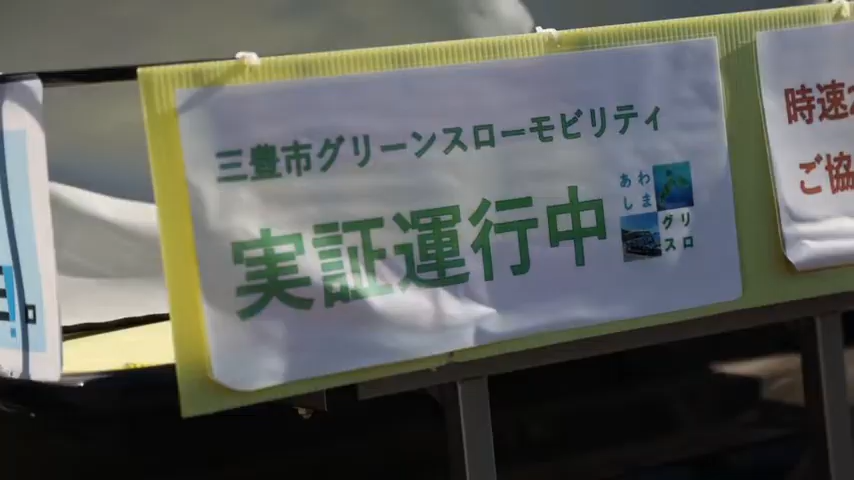 三豊市グリーンスローモビリティ
実証運行中
あわ
しま
グリ
スロ
時速
ご協